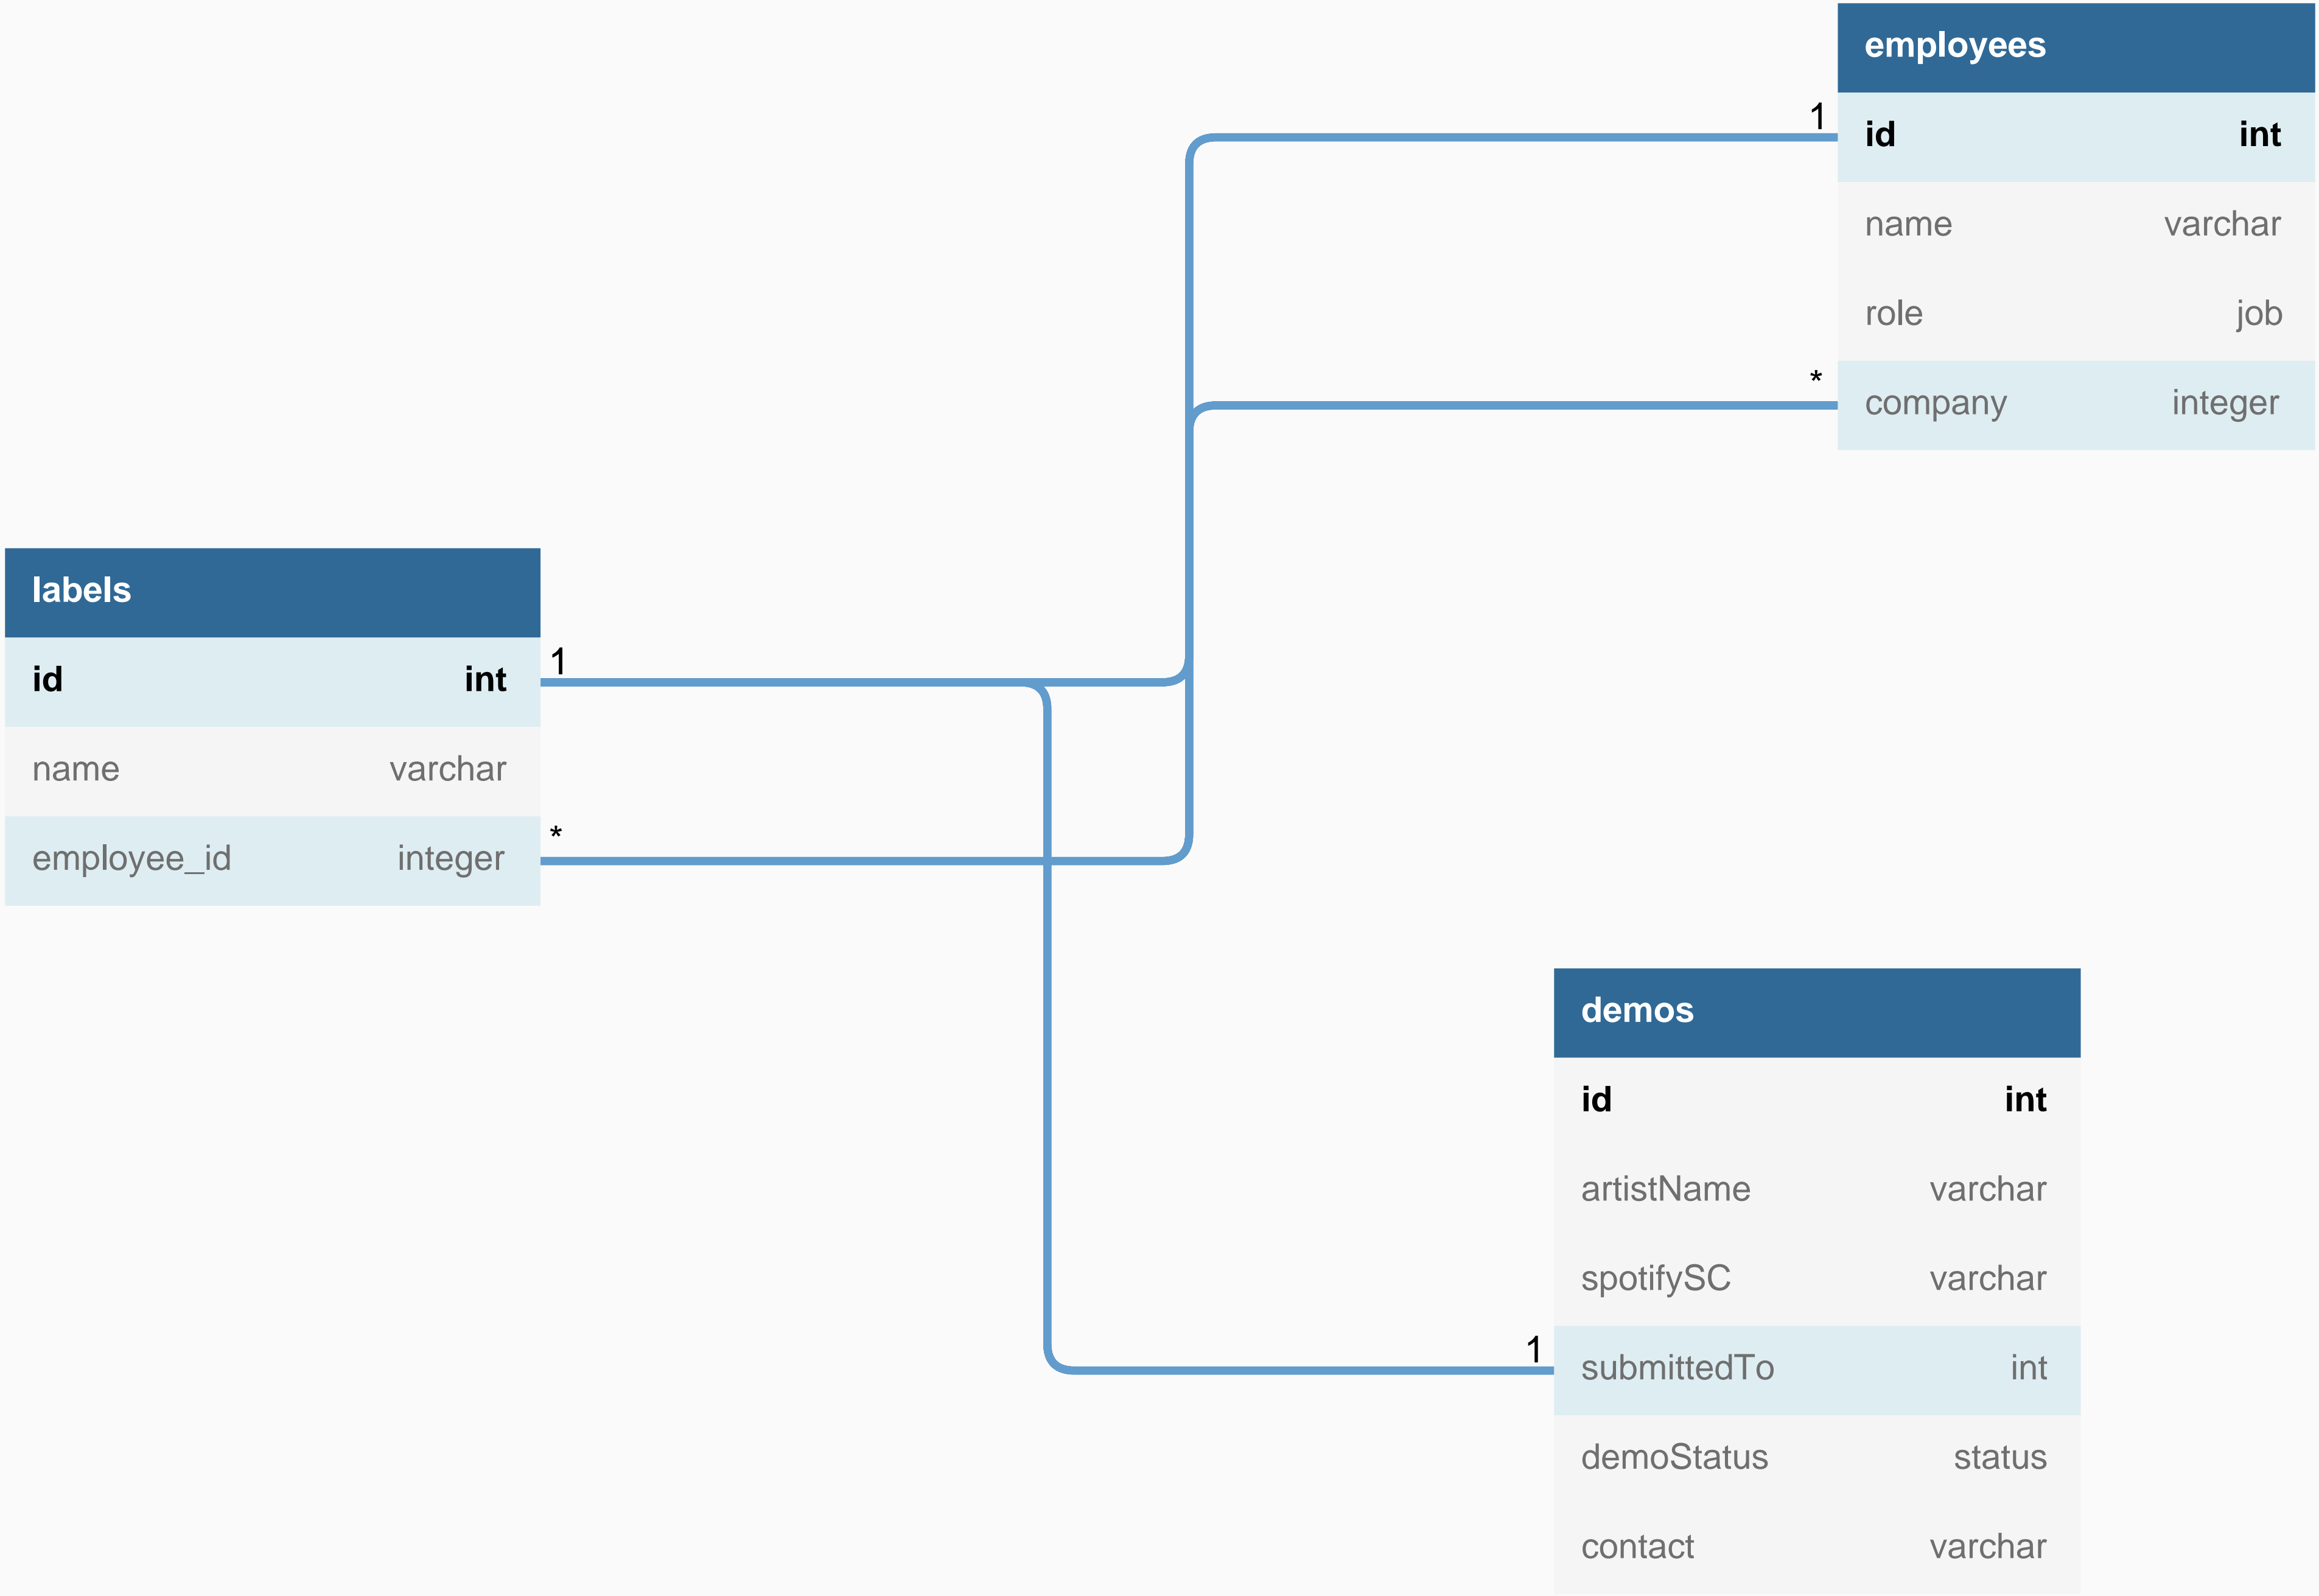 employees
1
id int
name varchar
role job
*
company integer
labels
1
id int
name varchar
*
employee_id integer
demos
id int
artistName varchar
spotifySC varchar
1
submittedTo int
demoStatus status
contact varchar